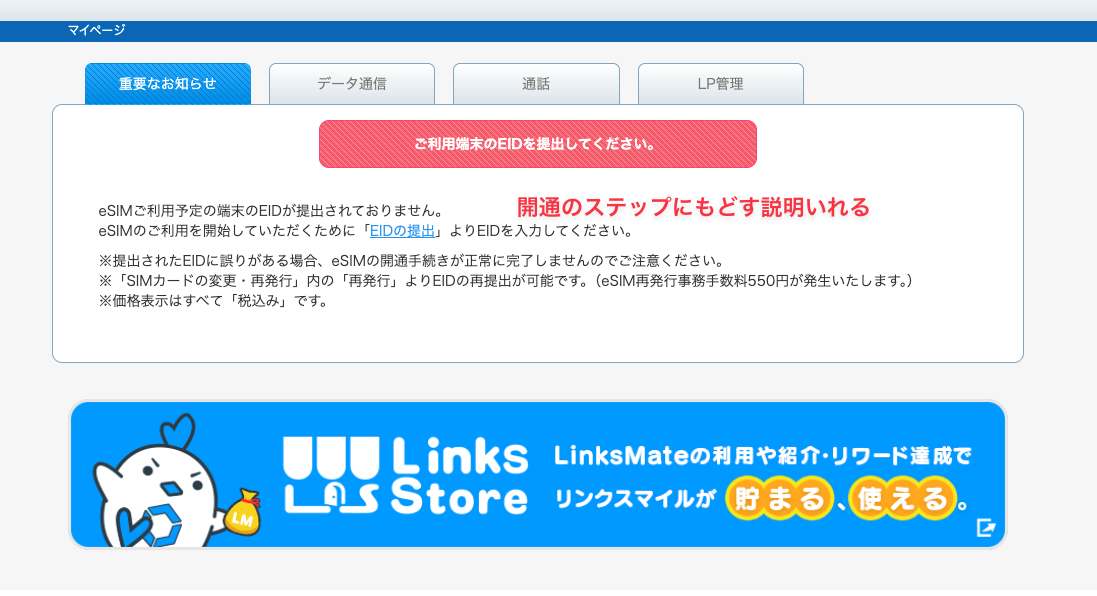 マイページ
重要なお知らせ
データ通信
通話
LP管理
ご利用端末のEIDを提出してください。
eSIMご利用予定の端末のEIDが提出されておりません。
開通のステップにもどす説明いれる
eSIMのご利用を開始していただくために「EIDの提出」よりEIDを入力してください。
※提出されたEIDに誤りがある場合、eSIMの開通手続きが正常に完了しませんのでご注意ください。
※「SIMカードの変更・再発行」内の「再発行」よりEIDの再提出が可能です。（eSIM再発行事務手数料550円が発生いたします。）
※価格表示はすべて「税込み」です。
Links
Store
LinksMateの利用や紹介・リワード達成で
リンクスマイルが 貯まる、使える。
LM